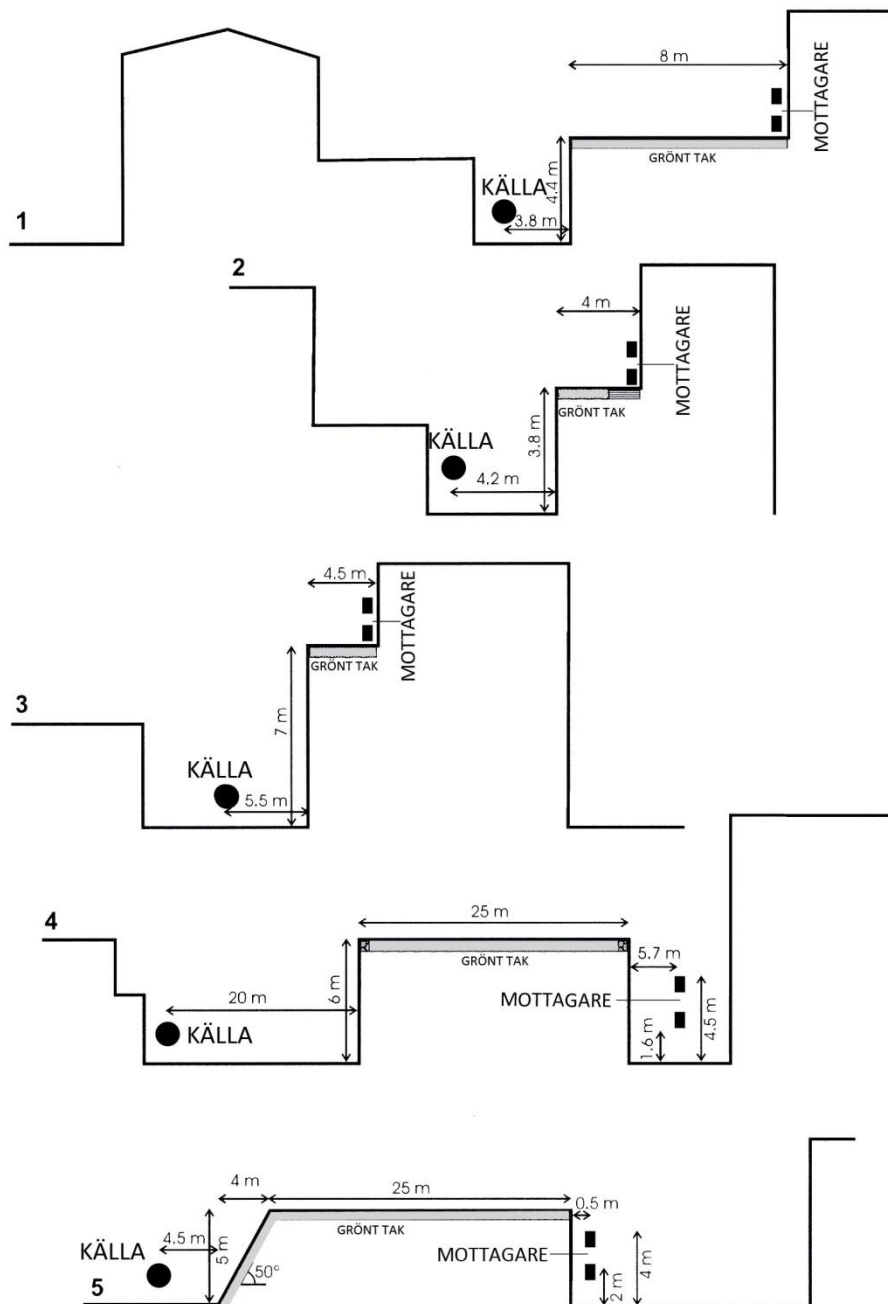 8 m
MOTTAGARE
GRÖNT TAK
4.4 m
KÄLLA
3.8 m
1
2
4 m
MOTTAGARE
GRÖNT TAK
KÄLLA
3.8 m
4.2 m
4.5 m
MOTTAGARE
GRÖNT TAK
3
7 m
KÄLLA
5.5 m
4
25 m
GRÖNT TAK
5.7 m
20 m
6 m
MOTTAGARE
KÄLLA
1.6 m
4.5 m
4 m
25 m
0.5 m
GRÖNT TAK
4.5 m
5 m
MOTTAGARE
KÄLLA
50°
5
2 m
4 m